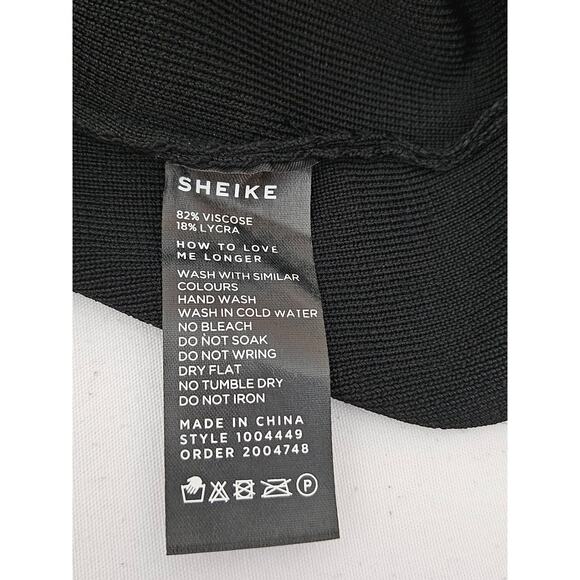 SHEIKE
82% VISCOSE
18% LYCRA
HOW TO LOVE
ME LONGER
WASH WITH SIMILAR
COLOURS
HAND WASH
WASH IN COLD WATER
NO BLEACH
DO NOT SOAK
DO NOT WRING
DRY FLAT
NO TUMBLE DRY
DO NOT IRON
MADE IN CHINA
STYLE 1004449
ORDER 2004748
P